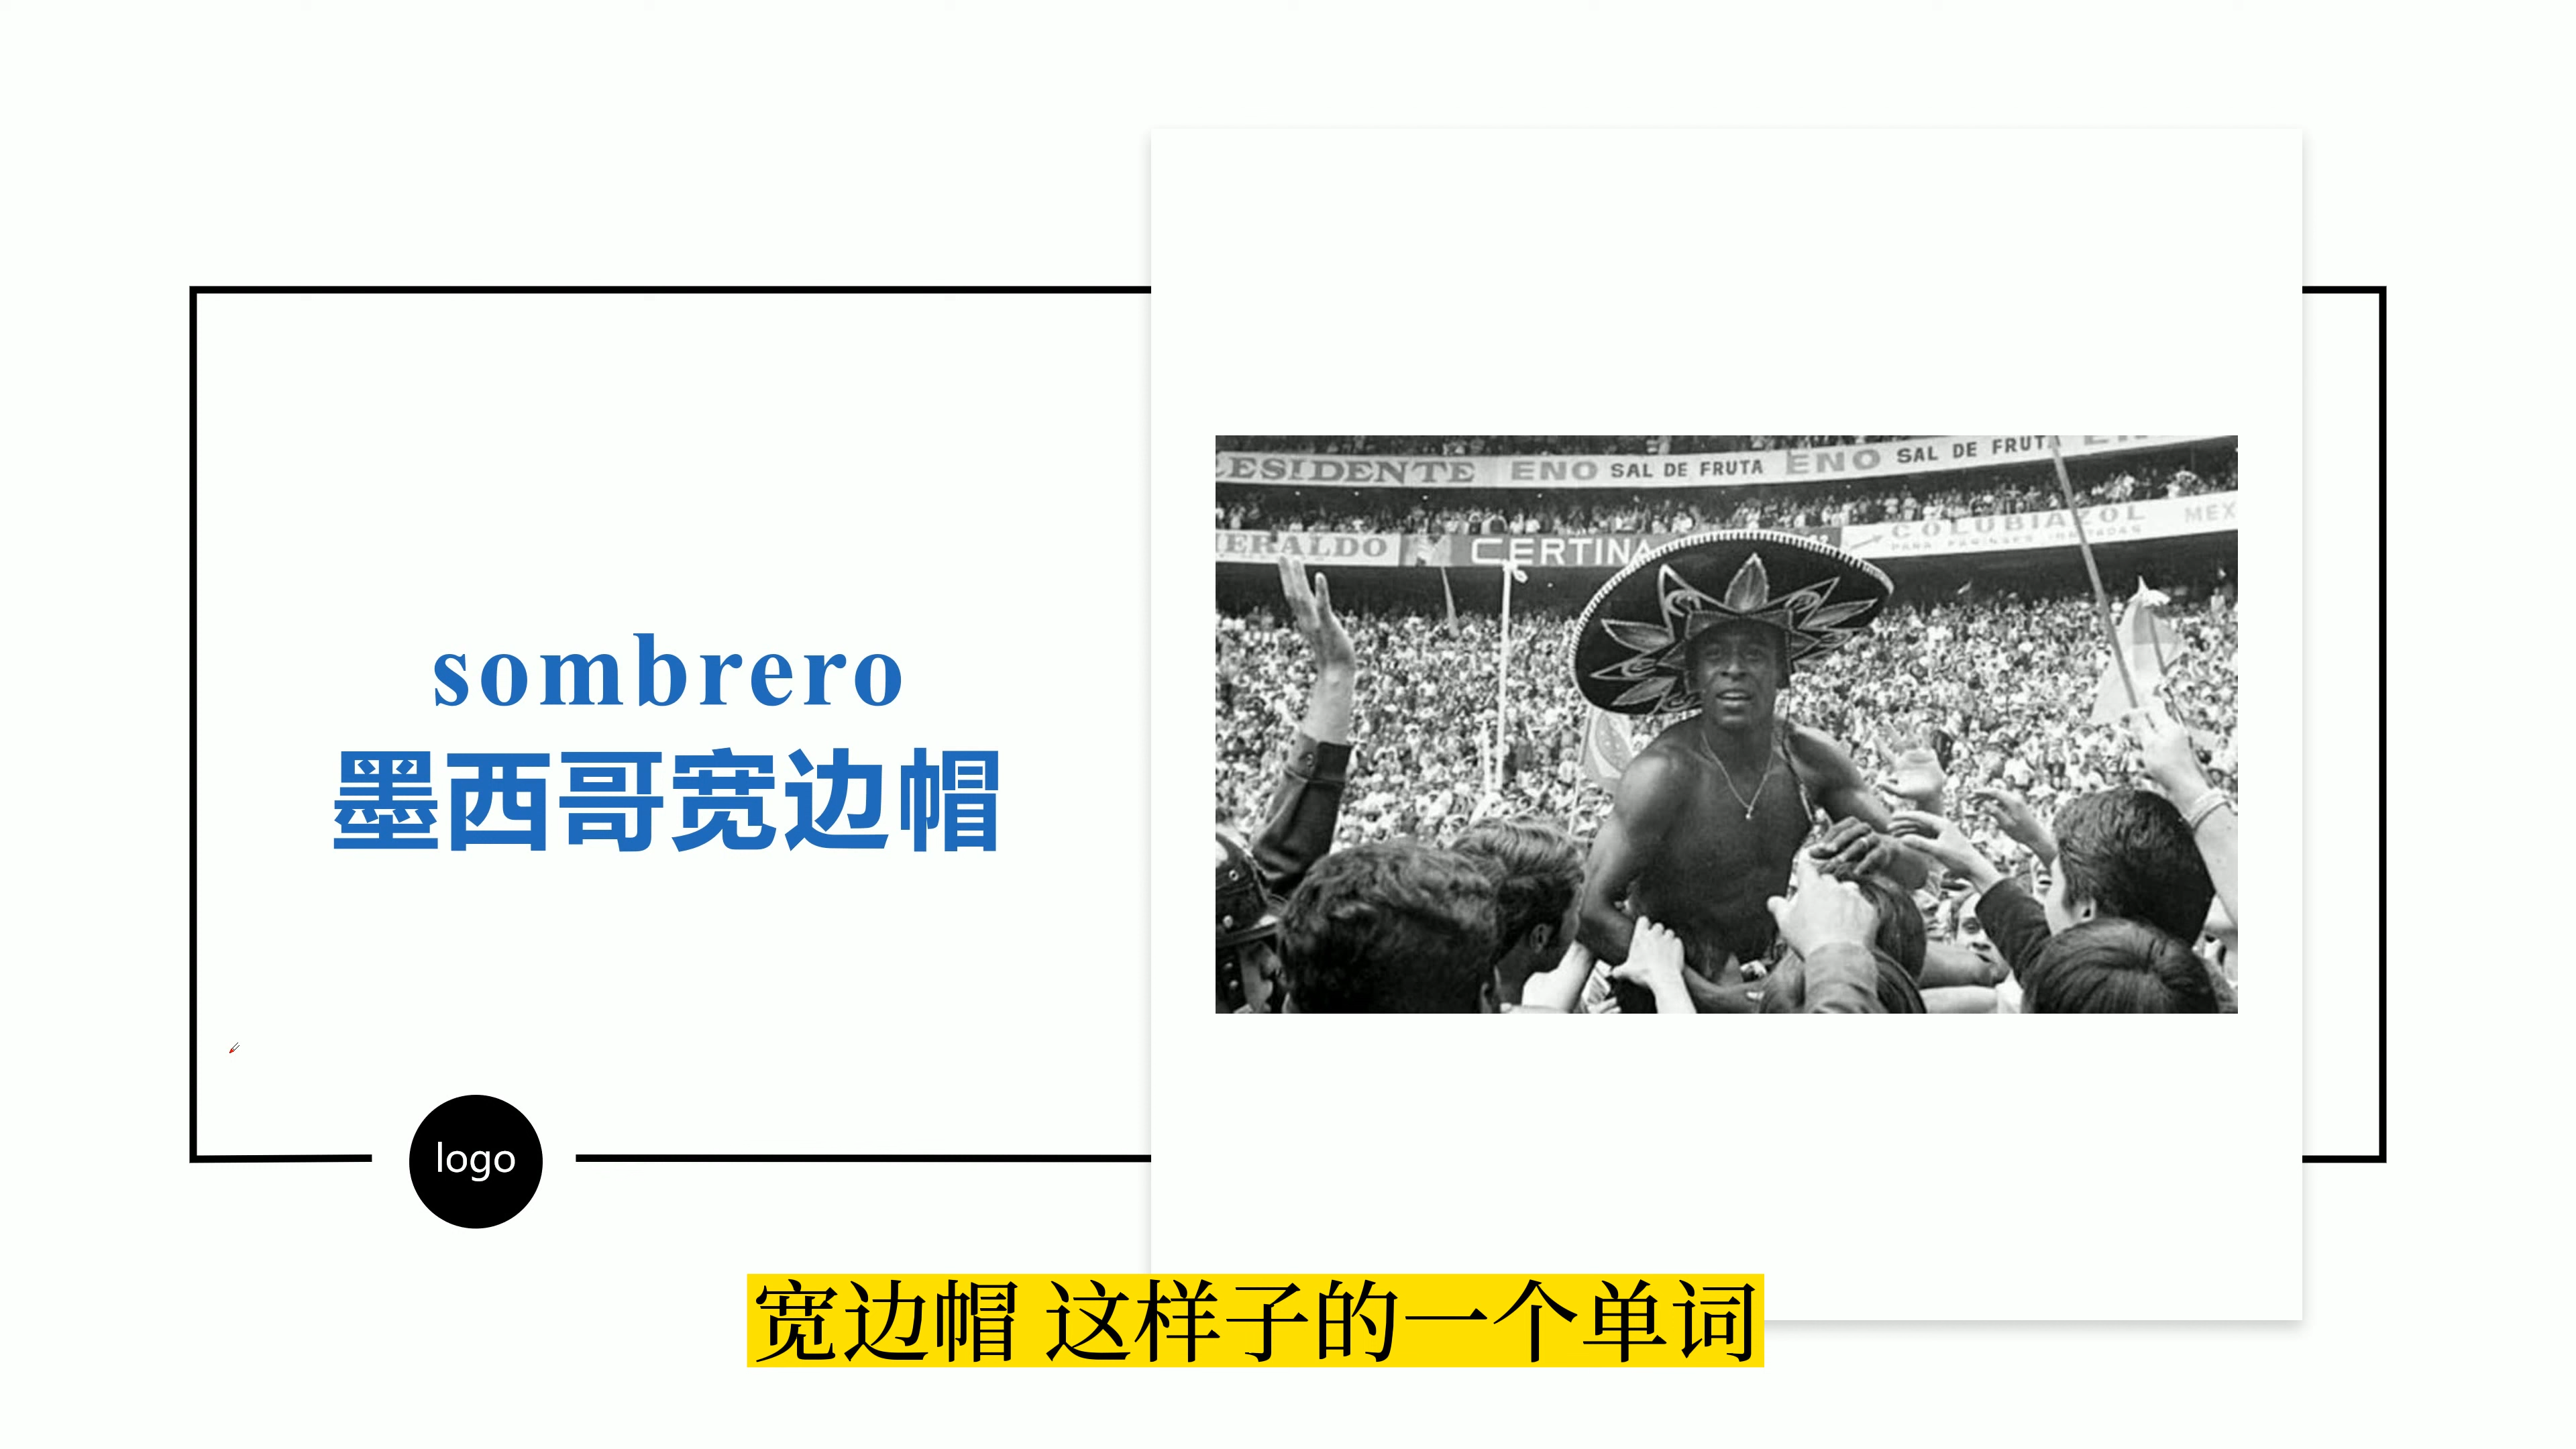 sombrero
墨西哥宽边帽
ESIDENTE ENO SAL DE FRUTA ENO SAL DE FRUTA
ERALDO CERTINA COLUBIAZOL MEX
logo
宽边帽 这样子的一个单词